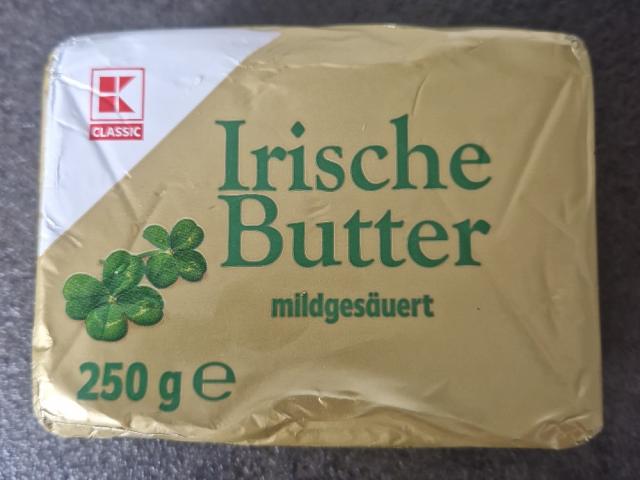 K
CLASSIC
Irische
Butter
mildgesäuert
250 g ℮